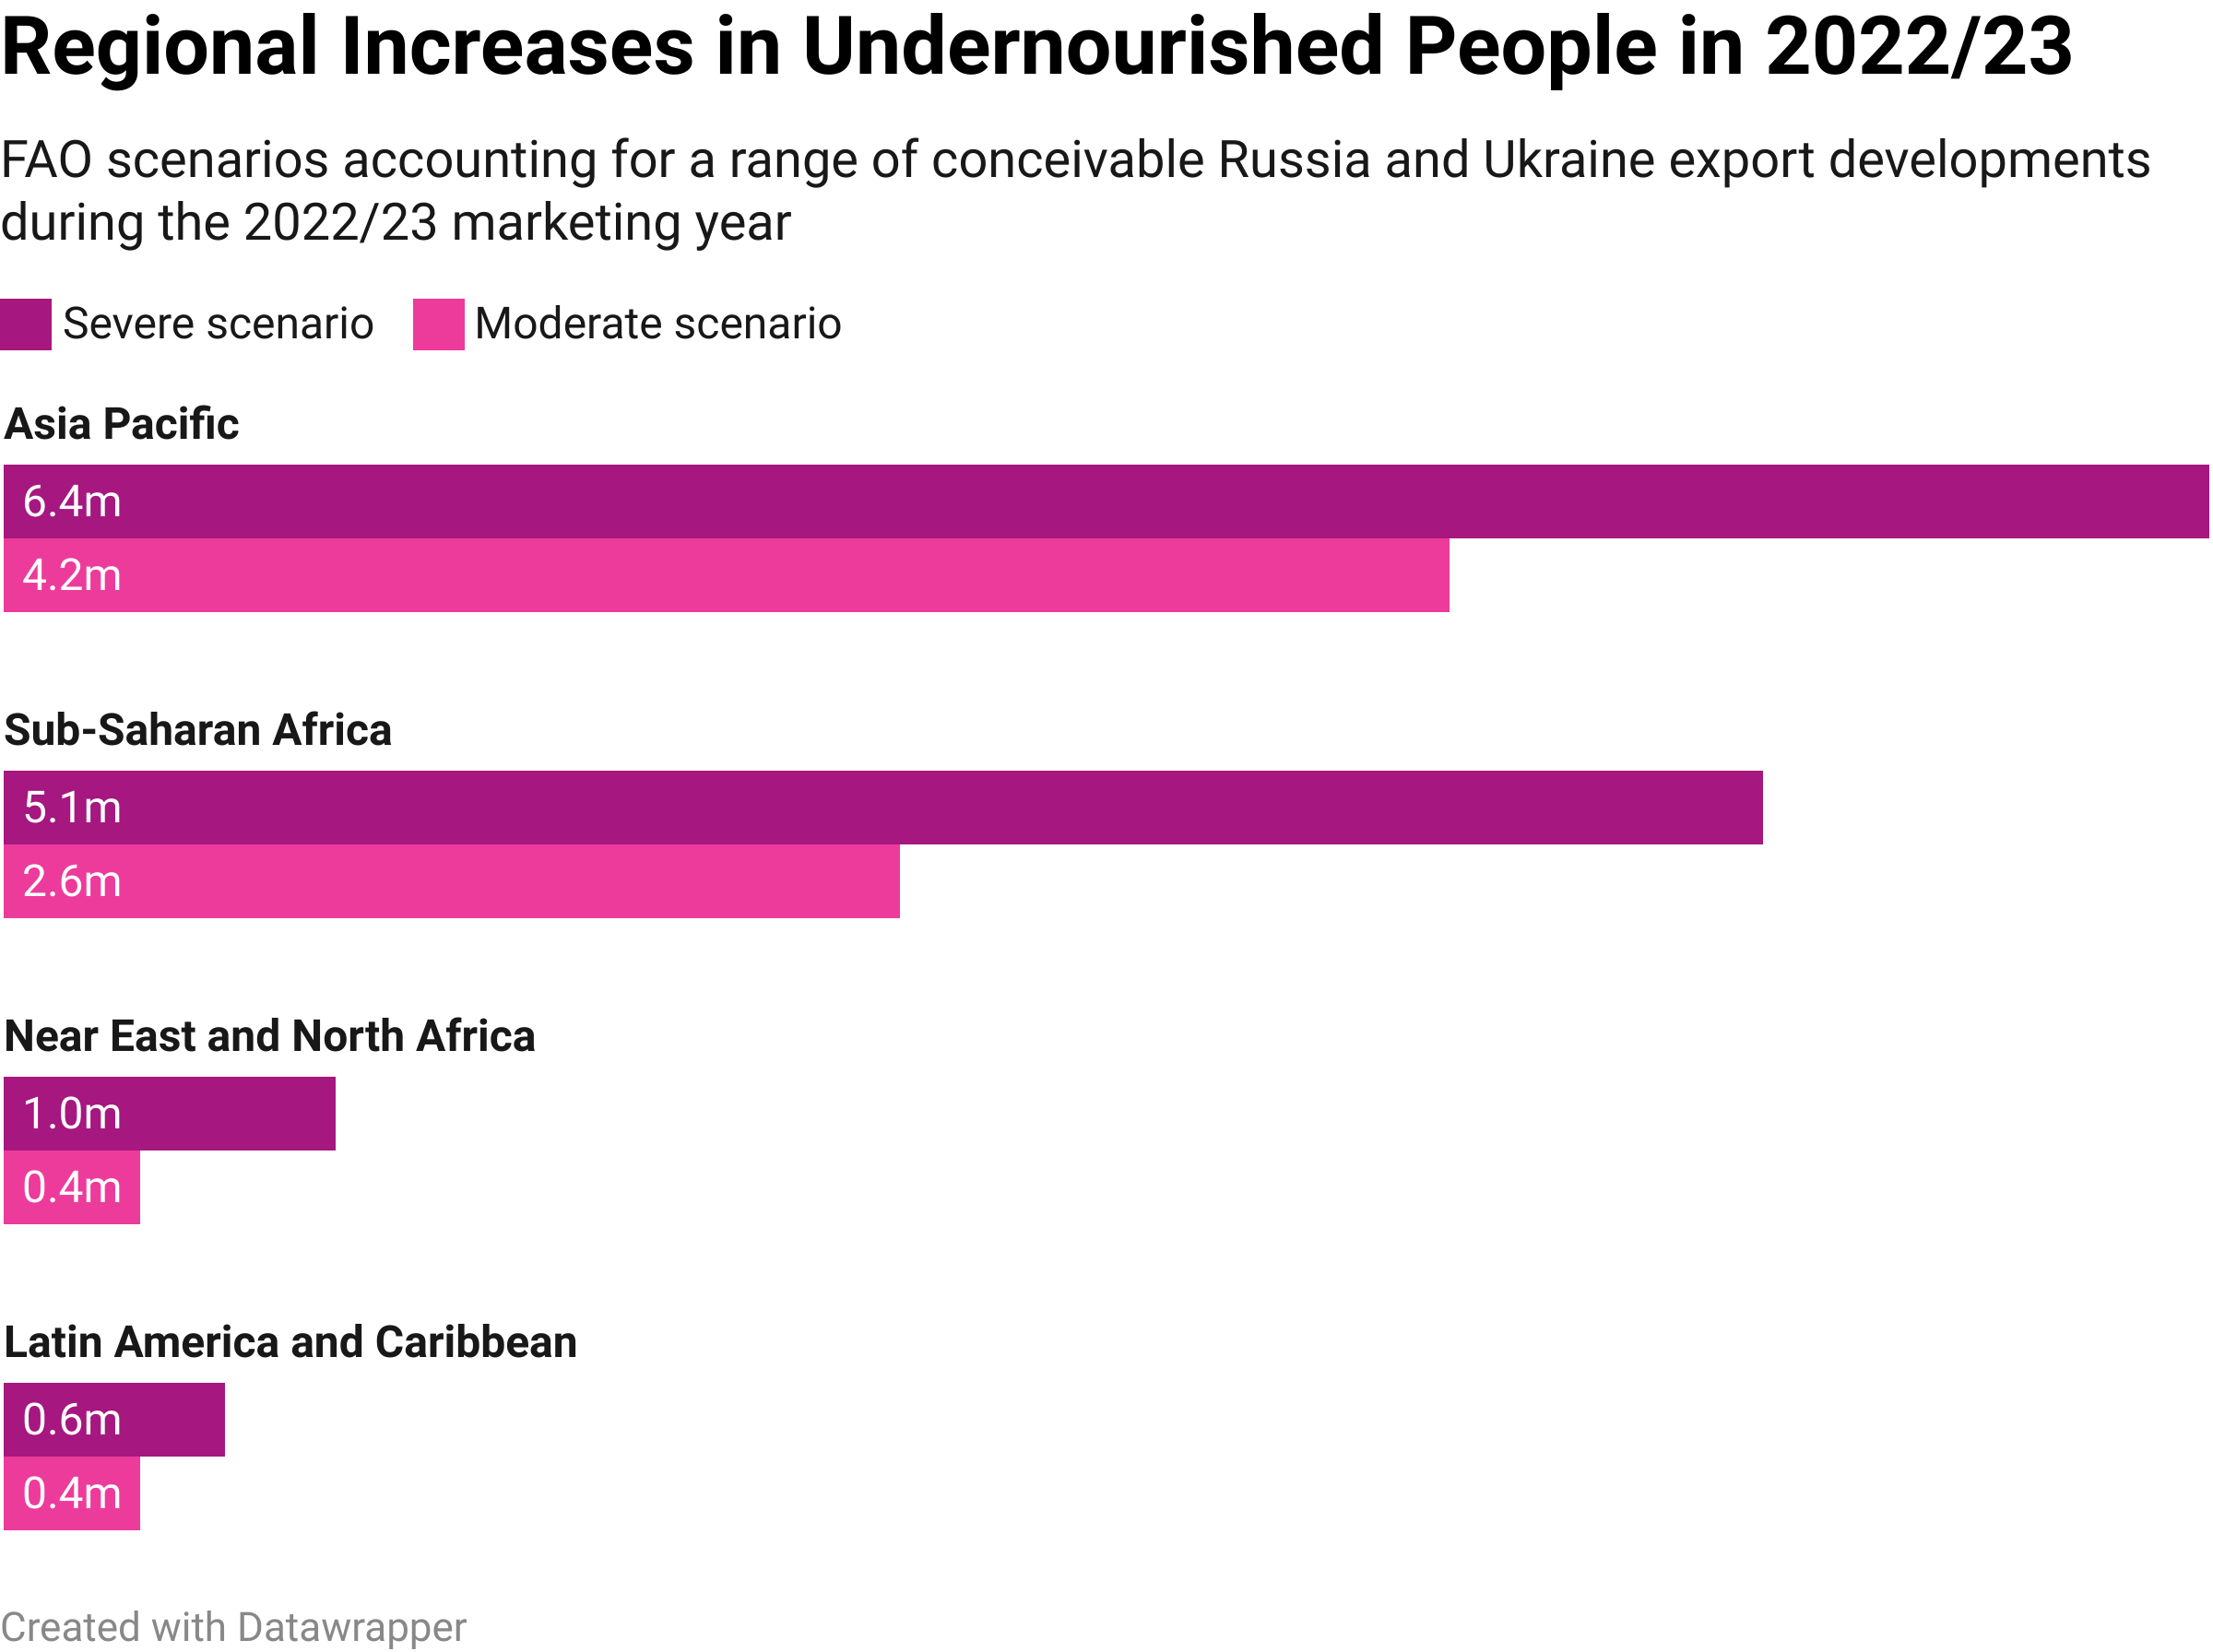 Regional Increases in Undernourished People in 2022/23
FAO scenarios accounting for a range of conceivable Russia and Ukraine export developments
during the 2022/23 marketing year
Severe scenario Moderate scenario
Asia Pacific
6.4m
4.2m
Sub-Saharan Africa
5.1m
2.6m
Near East and North Africa
1.0m
0.4m
Latin America and Caribbean
0.6m
0.4m
Created with Datawrapper